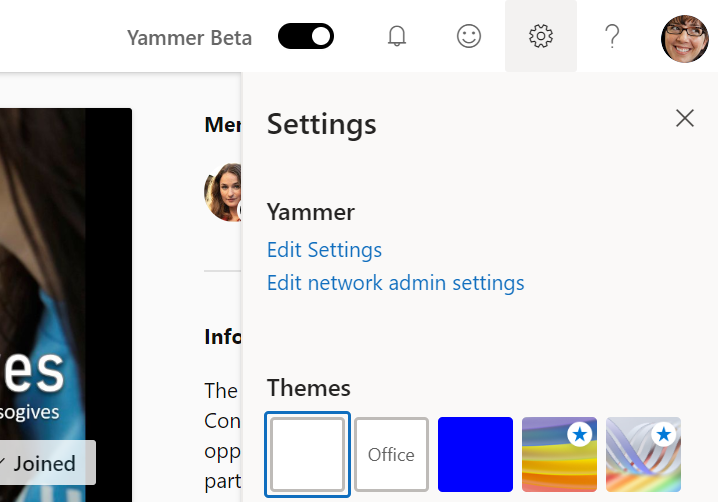 Yammer Beta
Settings
Yammer
Edit Settings
Edit network admin settings
Themes
Office
Info
The
Con
opp
part
es
sogives
Joined